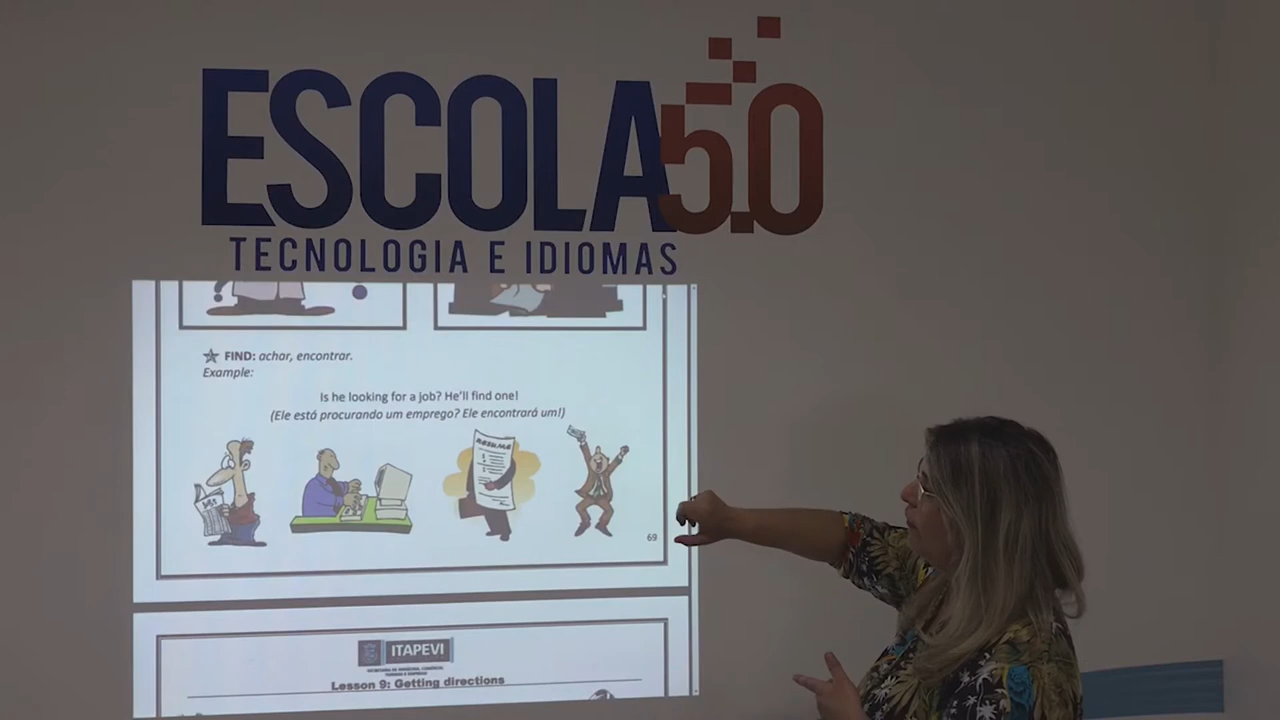 ESCOLA 5.0
TECNOLOGIA E IDIOMAS
FIND: achar, encontrar.
Example:
Is he looking for a job? He'll find one!
(Ele está procurando um emprego? Ele encontrará um!)
RESUME
69
ITAPEVI
Lesson 9: Getting directions